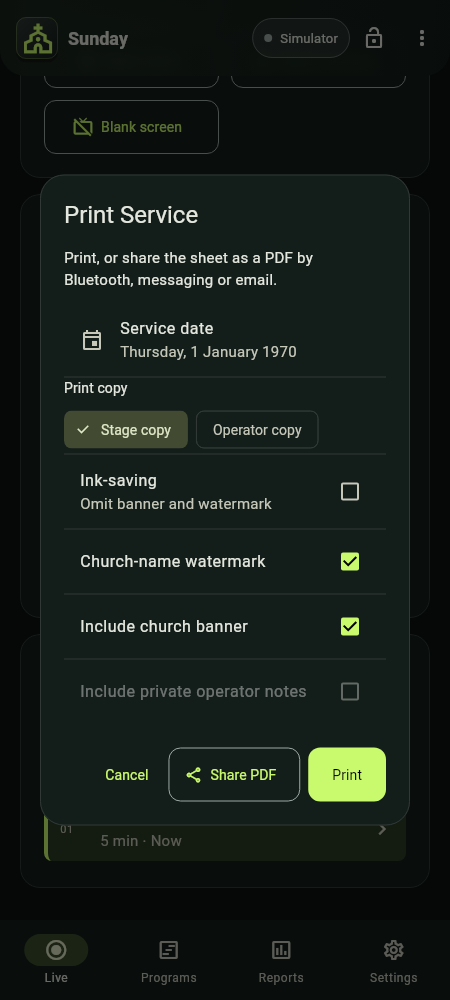 Sunday
Simulator
Blank screen
Print Service
Print, or share the sheet as a PDF by
Bluetooth, messaging or email.
Service date
Thursday, 1 January 1970
Print copy
Stage copy
Operator copy
Ink-saving
Omit banner and watermark
Church-name watermark
Include church banner
Include private operator notes
Cancel
Share PDF
Print
01
5 min · Now
Live
Programs
Reports
Settings